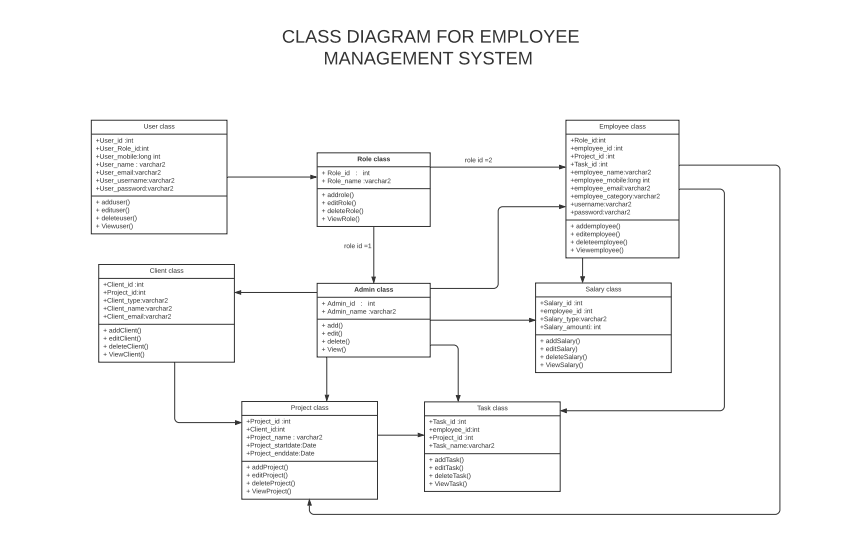 CLASS DIAGRAM FOR EMPLOYEE
MANAGEMENT SYSTEM
User class
+User_id :int
+User_Role_id:int
+User_mobile:long int
+User_name : varchar2
+User_email:varchar2
+User_username:varchar2
+User_password:varchar2
+ adduser()
+ edituser()
+ deleteuser()
+ Viewuser()
Role class
+ Role_id : int
+ Role_name :varchar2
+ addrole()
+ editRole()
+ deleteRole()
+ ViewRole()
role id =2
Employee class
+Role_id:int
+employee_id :int
+Project_id :int
+Task_id :int
+employee_name:varchar2
+employee_mobile:long int
+employee_email:varchar2
+employee_category:varchar2
+username:varchar2
+password:varchar2
+ addemployee()
+ editemployee()
+ deleteemployee()
+ Viewemployee()
role id =1
Client class
+Client_id :int
+Project_id:int
+Client_type:varchar2
+Client_name:varchar2
+Client_email:varchar2
+ addClient()
+ editClient()
+ deleteClient()
+ ViewClient()
Admin class
+ Admin_id : int
+ Admin_name :varchar2
+ add()
+ edit()
+ delete()
+ View()
Salary class
+Salary_id :int
+employee_id :int
+Salary_type:varchar2
+Salary_amounti: int
+ addSalary()
+ editSalary)
+ deleteSalary()
+ ViewSalary()
Project class
+Project_id :int
+Client_id:int
+Project_name : varchar2
+Project_startdate:Date
+Project_enddate:Date
+ addProject()
+ editProject()
+ deleteProject()
+ ViewProject()
Task class
+Task_id :int
+employee_id:int
+Project_id :int
+Task_name:varchar2
+ addTask()
+ editTask()
+ deleteTask()
+ ViewTask()